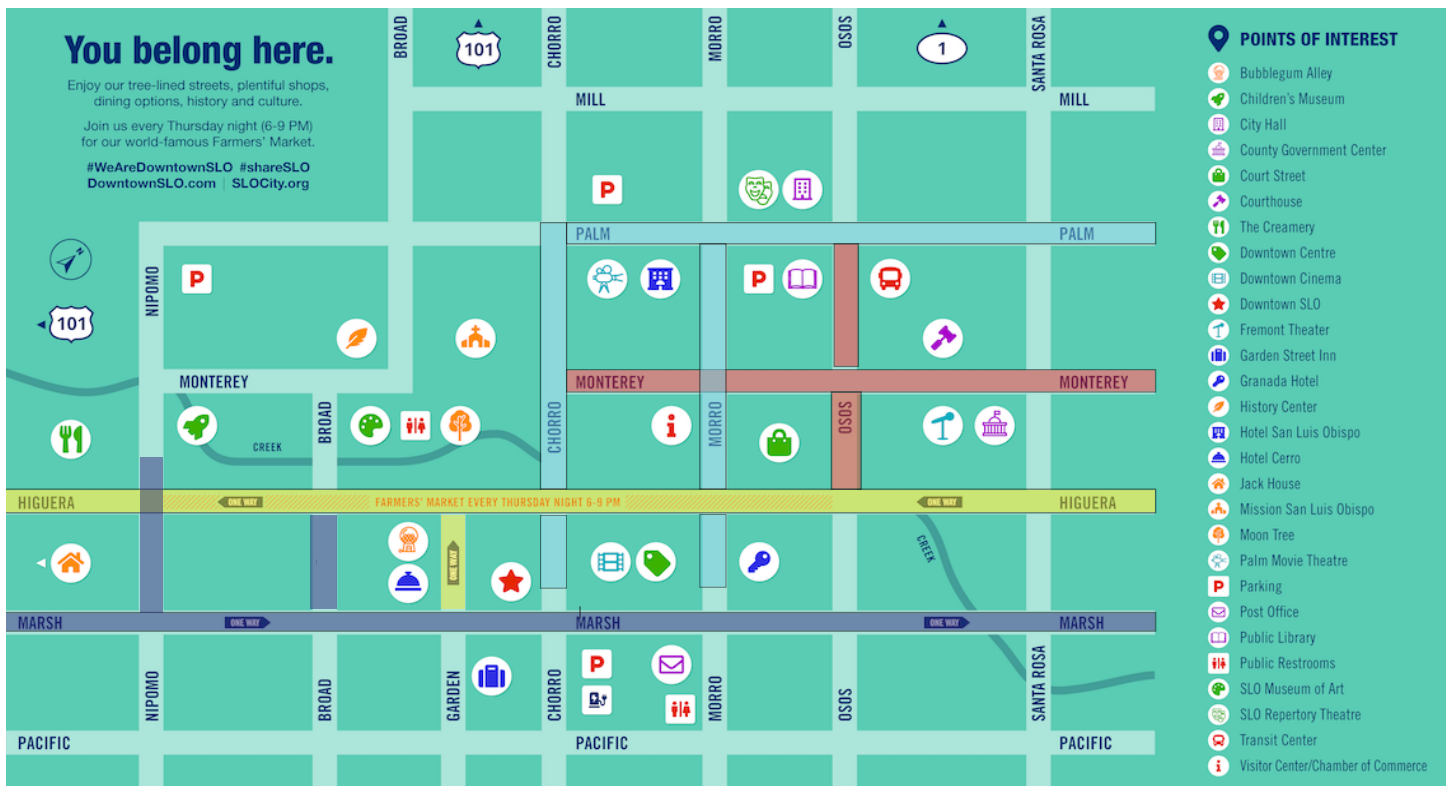 You belong here.
Enjoy our tree-lined streets, plentiful shops,
dining options, history and culture.
Join us every Thursday night (6-9 PM)
for our world-famous Farmers' Market.
#WeAreDowntownSLO #shareSLO
DowntownSLO.com | SLOCity.org
BROAD
101
CHORRO
MORRO
OSOS
1
SANTA ROSA
MILL
MILL
P
PALM
PALM
101
NIPOMO
P
P
MONTEREY
MONTEREY
MONTEREY
BROAD
CHORRO
MORRO
OSOS
i
CREEK
HIGUERA
ONE WAY
FARMERS' MARKET EVERY THURSDAY NIGHT 6-9 PM
ONE WAY
HIGUERA
ONE WAY
CREEK
MARSH
ONE WAY
MARSH
ONE WAY
MARSH
NIPOMO
BROAD
GARDEN
CHORRO
P
MORRO
OSOS
SANTA ROSA
PACIFIC
PACIFIC
PACIFIC
POINTS OF INTEREST
Bubblegum Alley
Children's Museum
City Hall
County Government Center
Court Street
Courthouse
The Creamery
Downtown Centre
Downtown Cinema
Downtown SLO
Fremont Theater
Garden Street Inn
Granada Hotel
History Center
Hotel San Luis Obispo
Hotel Cerro
Jack House
Mission San Luis Obispo
Moon Tree
Palm Movie Theatre
P Parking
Post Office
Public Library
Public Restrooms
SLO Museum of Art
SLO Repertory Theatre
Transit Center
i Visitor Center/Chamber of Commerce